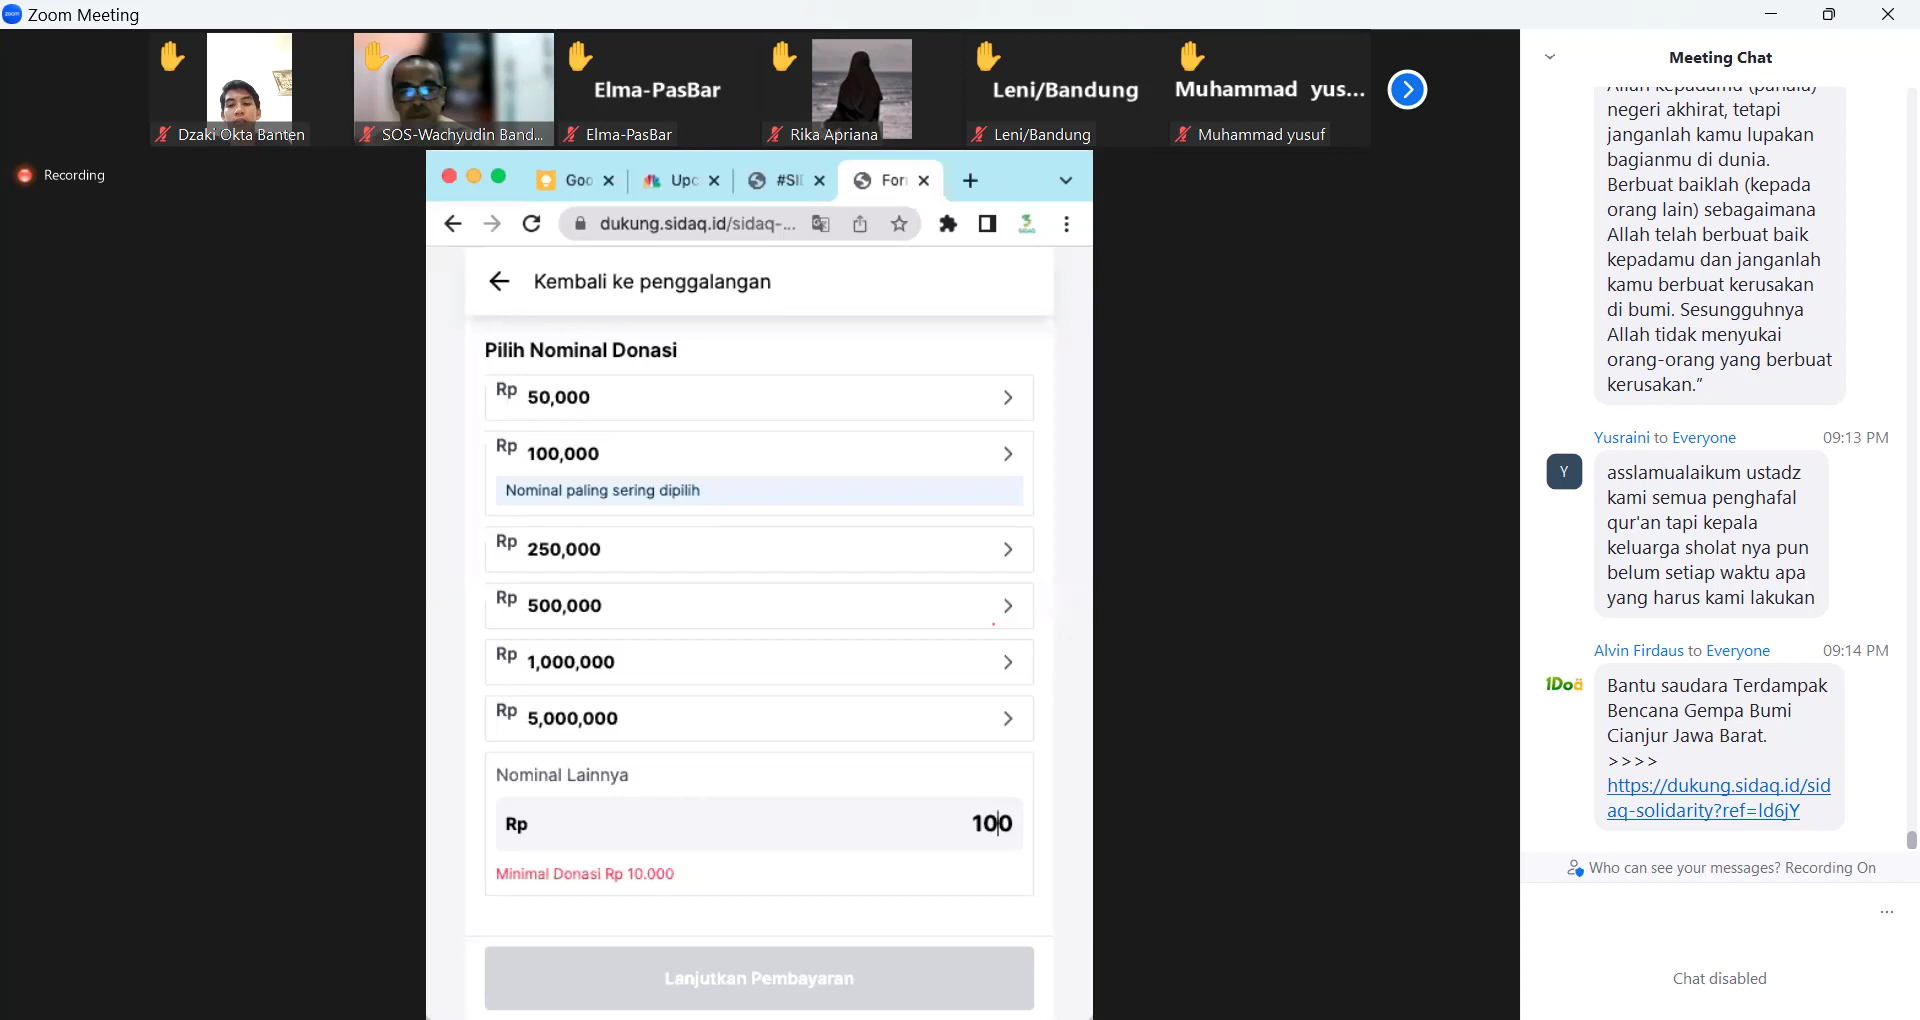 Zoom Meeting
Elma-PasBar
Leni/Bandung
Muhammad yus...
Dzaki Okta Banten
SOS-Wachyudin Band...
Elma-PasBar
Rika Apriana
Leni/Bandung
Muhammad yusuf
Recording
Goo
Upc
#SI
For
dukung.sidaq.id/sidaq-...
SIDAQ
Kembali ke penggalangan
Pilih Nominal Donasi
Rp 50,000
Rp 100,000
Nominal paling sering dipilih
Rp 250,000
Rp 500,000
Rp 1,000,000
Rp 5,000,000
Nominal Lainnya
Rp 100
Minimal Donasi Rp 10.000
Lanjutkan Pembayaran
Meeting Chat
Allah kepadamu (pahala)
negeri akhirat, tetapi
janganlah kamu lupakan
bagianmu di dunia.
Berbuat baiklah (kepada
orang lain) sebagaimana
Allah telah berbuat baik
kepadamu dan janganlah
kamu berbuat kerusakan
di bumi. Sesungguhnya
Allah tidak menyukai
orang-orang yang berbuat
kerusakan.”
Yusraini to Everyone 09:13 PM
Y
asslamualaikum ustadz
kami semua penghafal
qur'an tapi kepala
keluarga sholat nya pun
belum setiap waktu apa
yang harus kami lakukan
Alvin Firdaus to Everyone 09:14 PM
1Doa
Bantu saudara Terdampak
Bencana Gempa Bumi
Cianjur Jawa Barat.
>>>>
https://dukung.sidaq.id/sid
aq-solidarity?ref=ld6jY
Who can see your messages? Recording On
Chat disabled